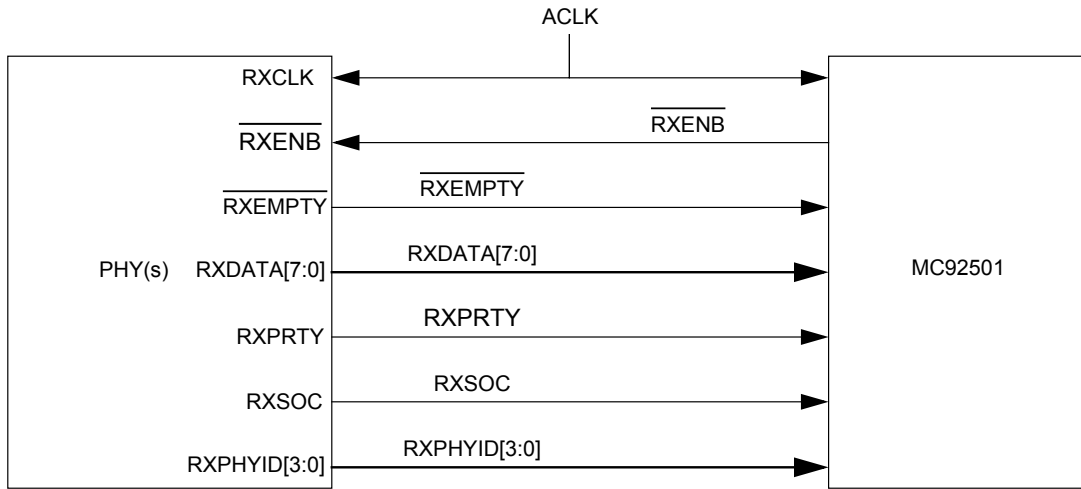 ACLK
RXCLK
RXENB
RXENB
RXEMPTY
RXEMPTY
PHY(s) RXDATA[7:0]
RXDATA[7:0]
MC92501
RXPRTY
RXPRTY
RXSOC
RXSOC
RXPHYID[3:0]
RXPHYID[3:0]